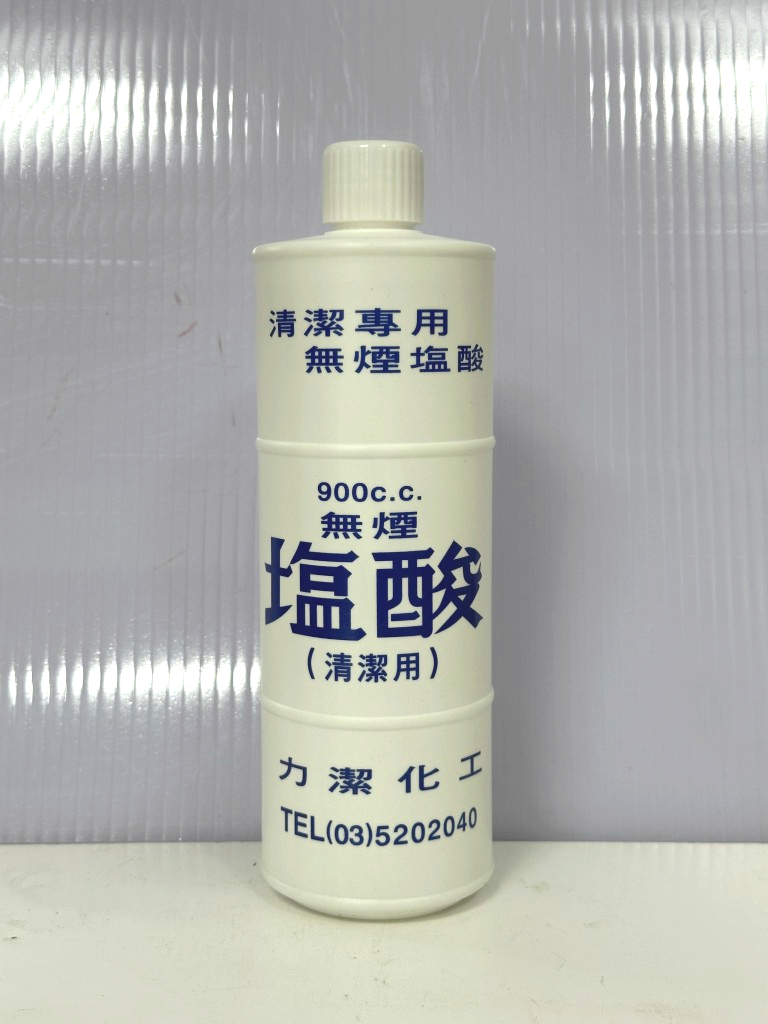 清潔專用
無煙塩酸
900c.c.
無煙
塩酸
(清潔用)
力潔化工
TEL(03)5202040